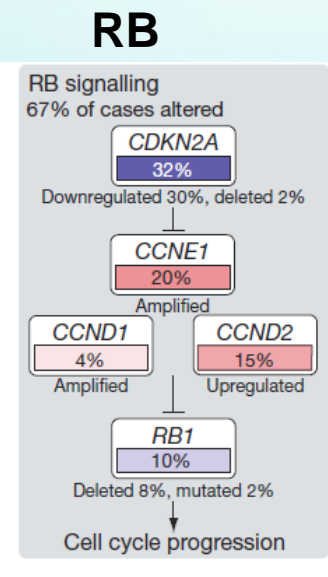 RB
RB signalling
67% of cases altered
CDKN2A
32%
Downregulated 30%, deleted 2%
CCNE1
20%
Amplified
CCND1 CCND2
4% 15%
Amplified Upregulated
RB1
10%
Deleted 8%, mutated 2%
Cell cycle progression